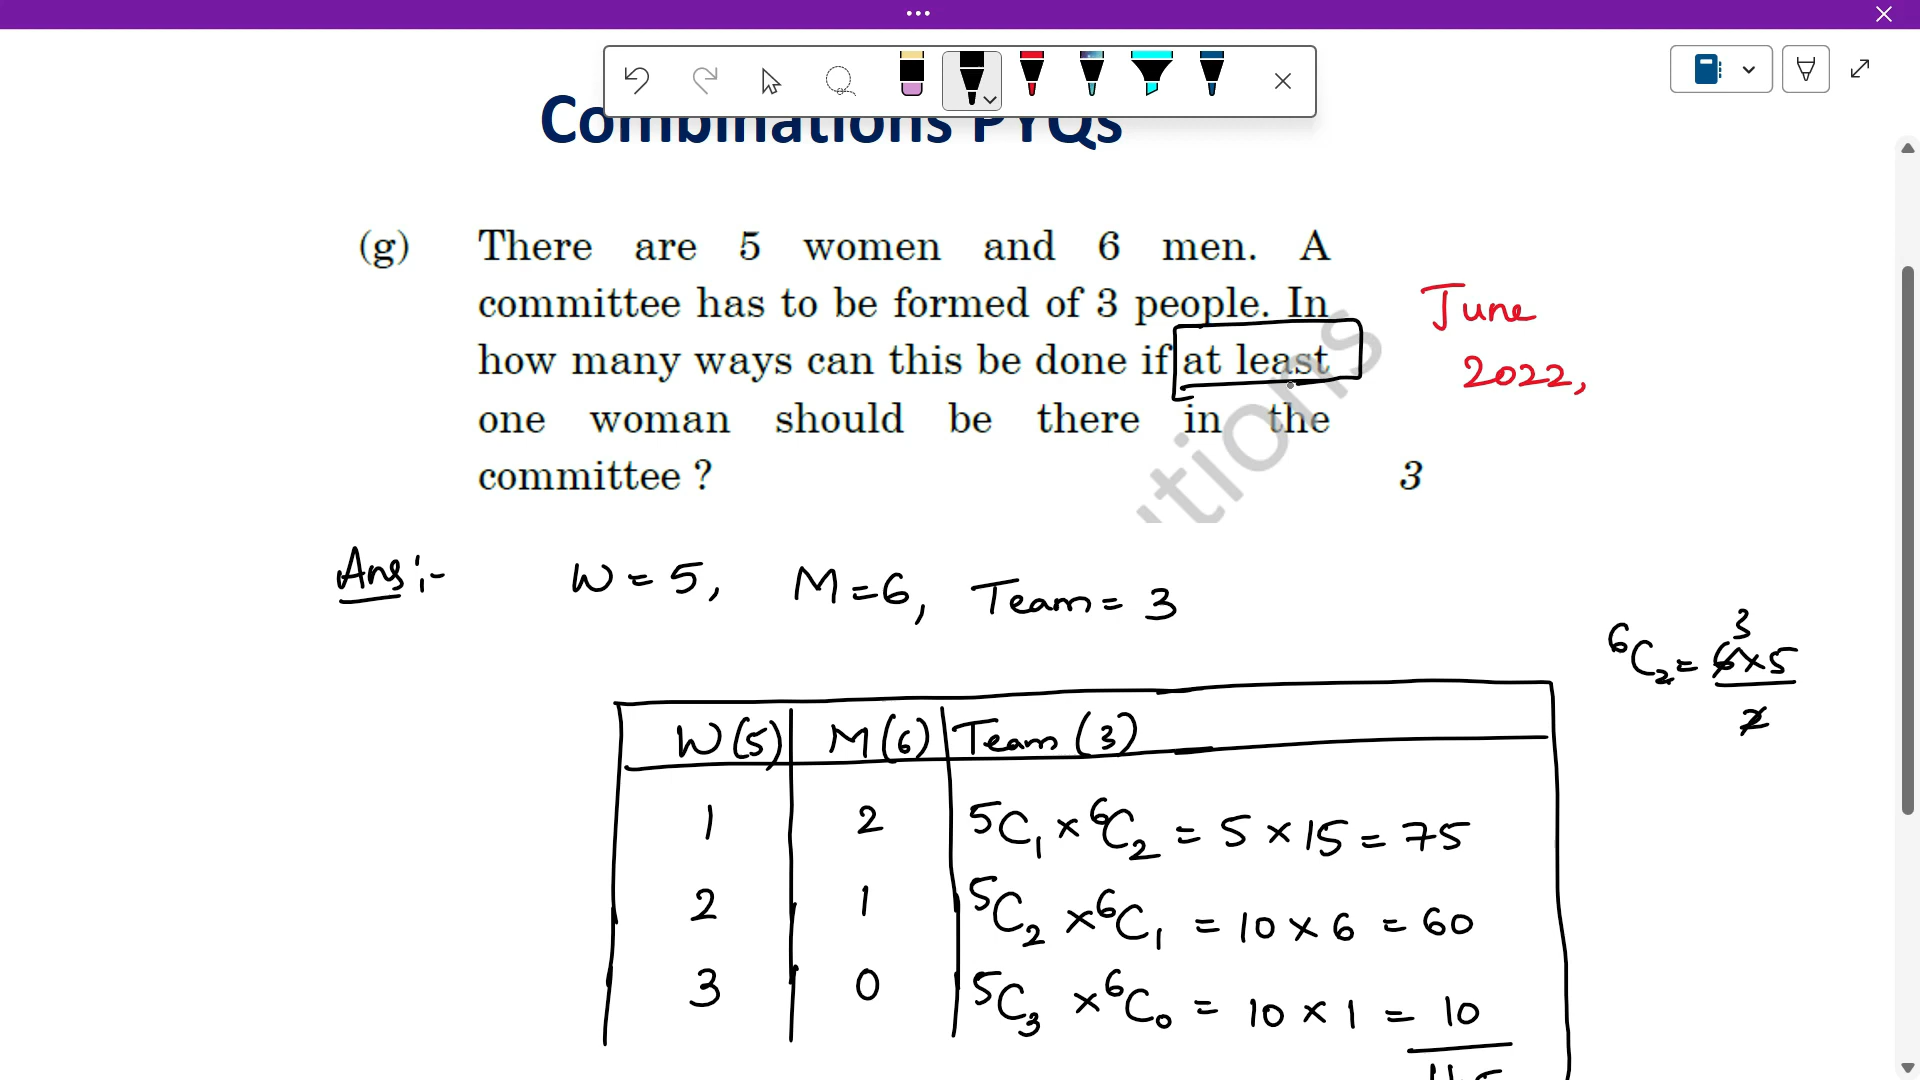 Combinations PYQs
(g) There are 5 women and 6 men. A
committee has to be formed of 3 people. In
how many ways can this be done if at least
one woman should be there in the
committee ? 3
June
2022,
Ans:- W = 5, M = 6, Team = 3
3
⁶C₂ = 6×5
2
W(5) M(6) Team (3)
1 2 ⁵C₁ × ⁶C₂ = 5 × 15 = 75
2 1 ⁵C₂ × ⁶C₁ = 10 × 6 = 60
3 0 ⁵C₃ × ⁶C₀ = 10 × 1 = 10